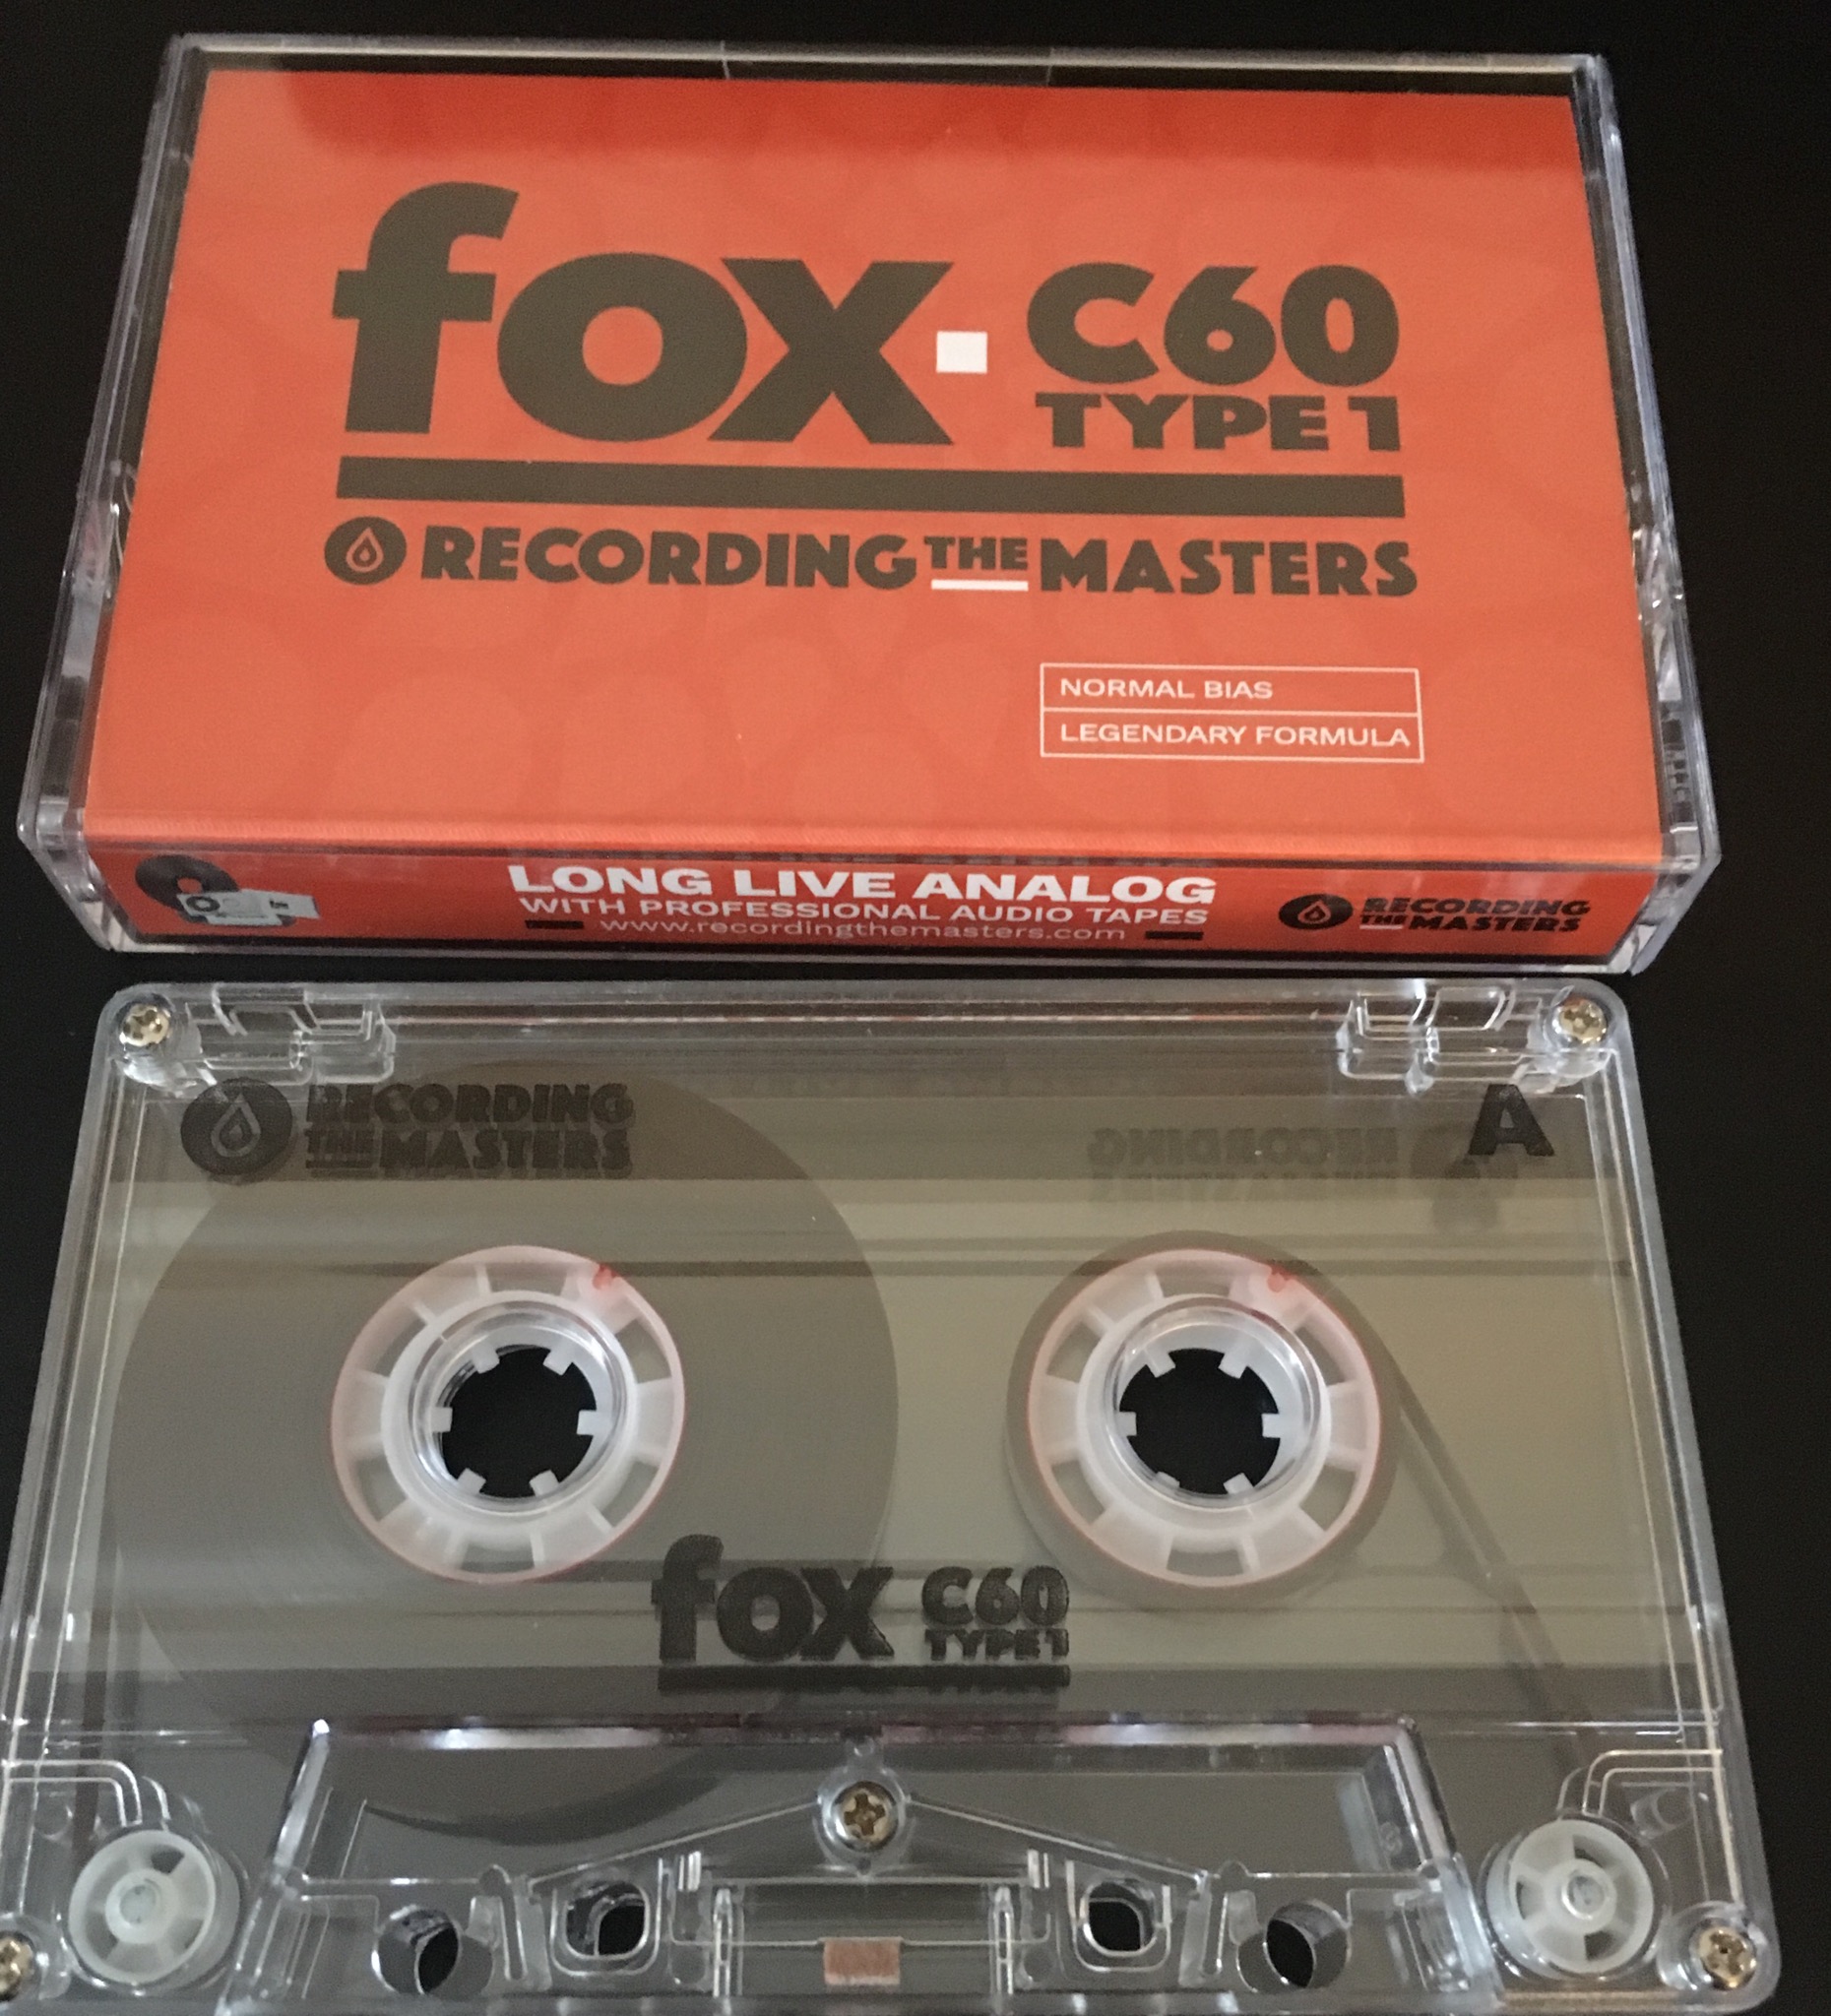 fox C60
TYPE 1
RECORDING THE MASTERS
NORMAL BIAS
LEGENDARY FORMULA
LONG LIVE ANALOG
WITH PROFESSIONAL AUDIO TAPES
www.recordingthemasters.com
RECORDING
THE MASTERS
RECORDING
THE MASTERS
A
fox C60
TYPE 1